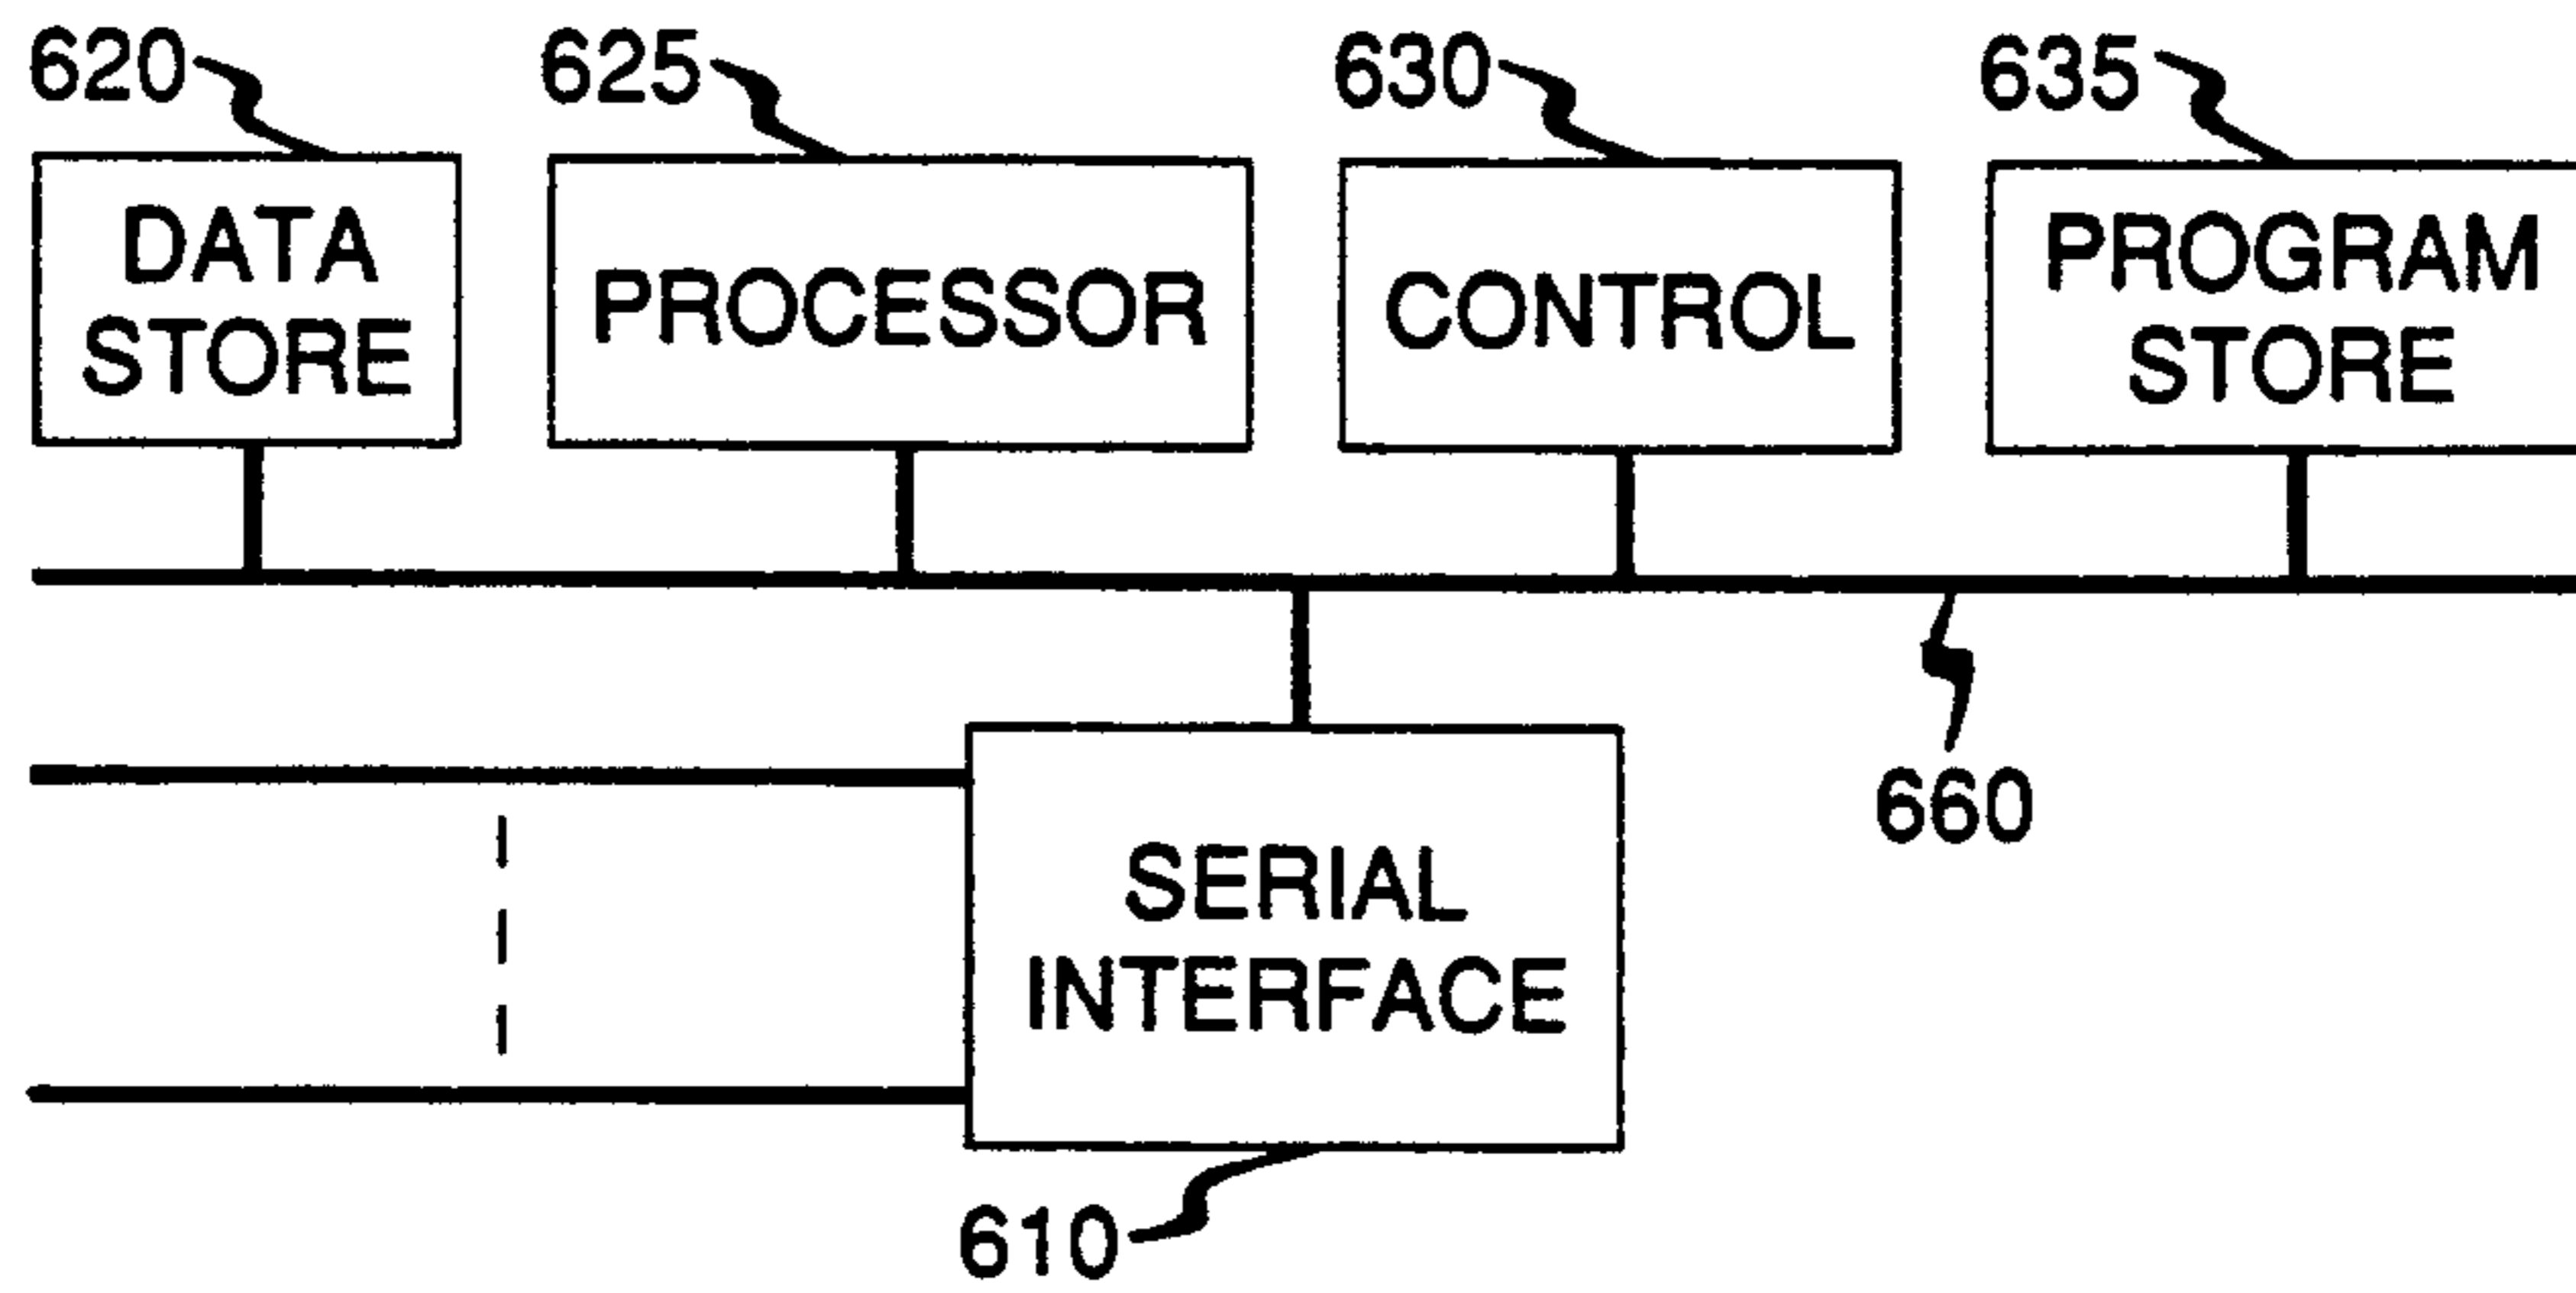 620
625
630
635
DATA
STORE
PROCESSOR
CONTROL
PROGRAM
STORE
660
SERIAL
INTERFACE
610